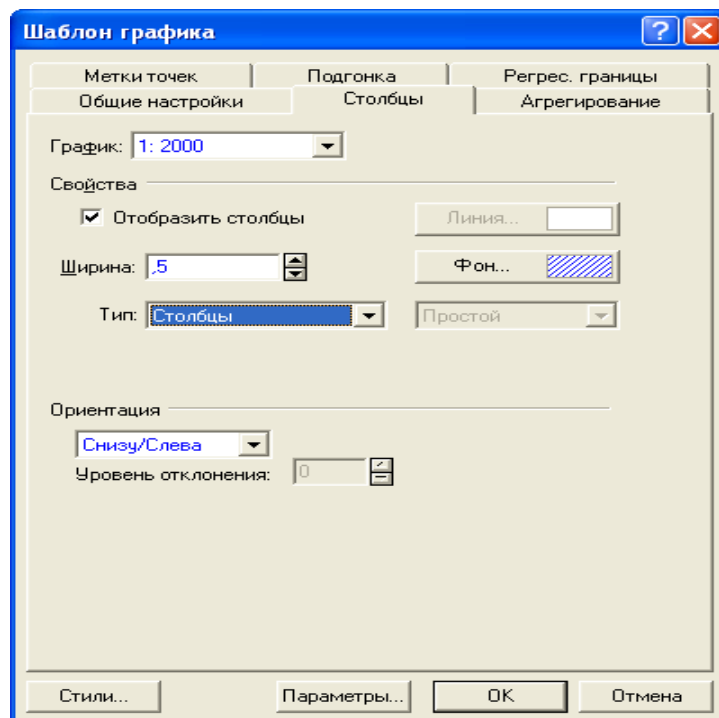 Шаблон графика
Метки точек Подгонка Регрес. границы
Общие настройки Столбцы Агрегирование
График: 1: 2000
Свойства
Отобразить столбцы Линия...
Ширина: ,5 Фон...
Тип: Столбцы Простой
Ориентация
Снизу/Слева
Уровень отклонения: 0
Стили... Параметры... OK Отмена